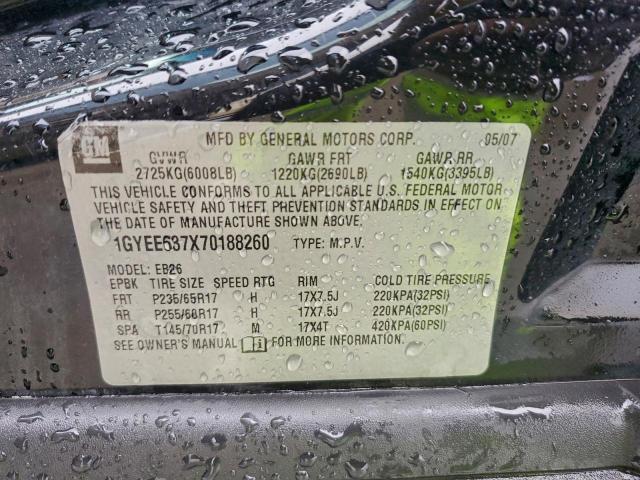 GM MFD BY GENERAL MOTORS CORP. 05/07
GVWR GAWR FRT GAWR RR
2725KG(6008LB) 1220KG(2690LB) 1540KG(3395LB)
THIS VEHICLE CONFORMS TO ALL APPLICABLE U.S. FEDERAL MOTOR
VEHICLE SAFETY AND THEFT PREVENTION STANDARDS IN EFFECT ON
THE DATE OF MANUFACTURE SHOWN ABOVE.
1GYEE637X70188260 TYPE: M.P.V.
MODEL: EB26
EPBK TIRE SIZE SPEED RTG RIM COLD TIRE PRESSURE
FRT P235/65R17 H 17X7.5J 220KPA(32PSI)
RR P255/60R17 H 17X7.5J 220KPA(32PSI)
SPA T145/70R17 M 17X4T 420KPA(60PSI)
SEE OWNER'S MANUAL FOR MORE INFORMATION.